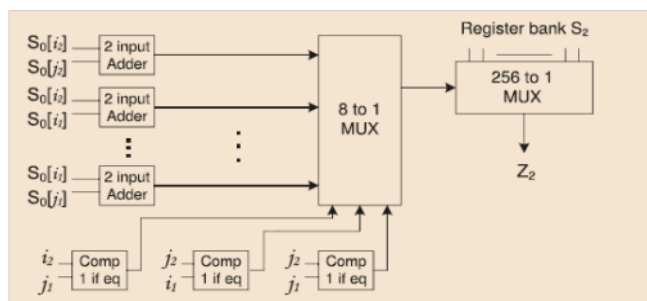 Register bank S₂
S₀[i₂]
S₀[j₂]
2 input
Adder
S₀[i₂]
S₀[i₁]
2 input
Adder
S₀[i₁]
S₀[j₁]
2 input
Adder
8 to 1
MUX
256 to 1
MUX
Z₂
i₂
j₁
Comp
1 if eq
j₂
i₁
Comp
1 if eq
j₂
j₁
Comp
1 if eq